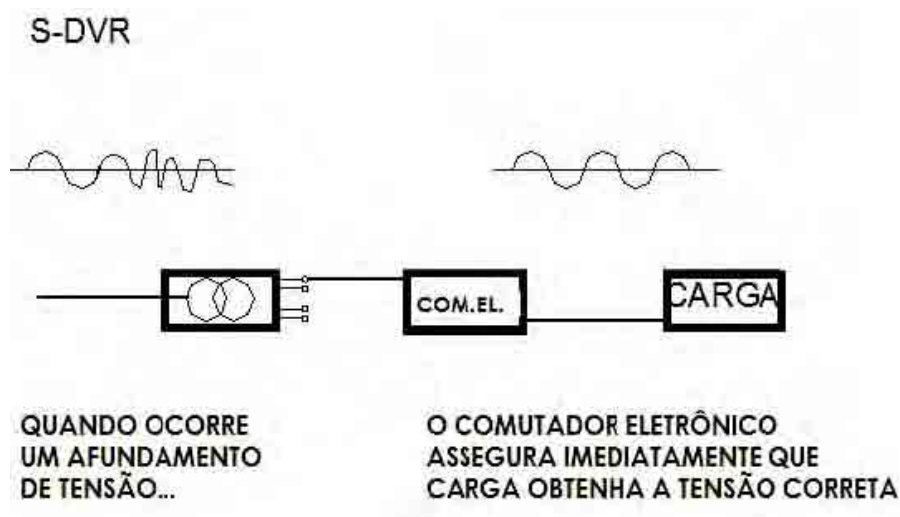 S-DVR
COM.EL.
CARGA
QUANDO OCORRE
UM AFUNDAMENTO
DE TENSÃO...
O COMUTADOR ELETRÔNICO
ASSEGURA IMEDIATAMENTE QUE
CARGA OBTENHA A TENSÃO CORRETA